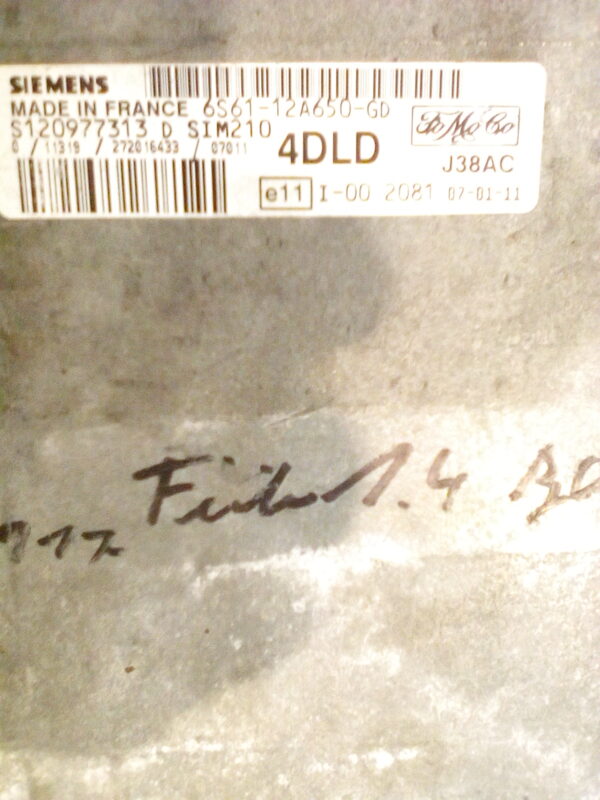 SIEMENS
MADE IN FRANCE 6S61-12A650-GD
S120977313 D SIM210
0 / 11319 / 272016433 / 07011
4DLD
FoMoCo
J38AC
e11 I-00 2081 07-01-11
1.4